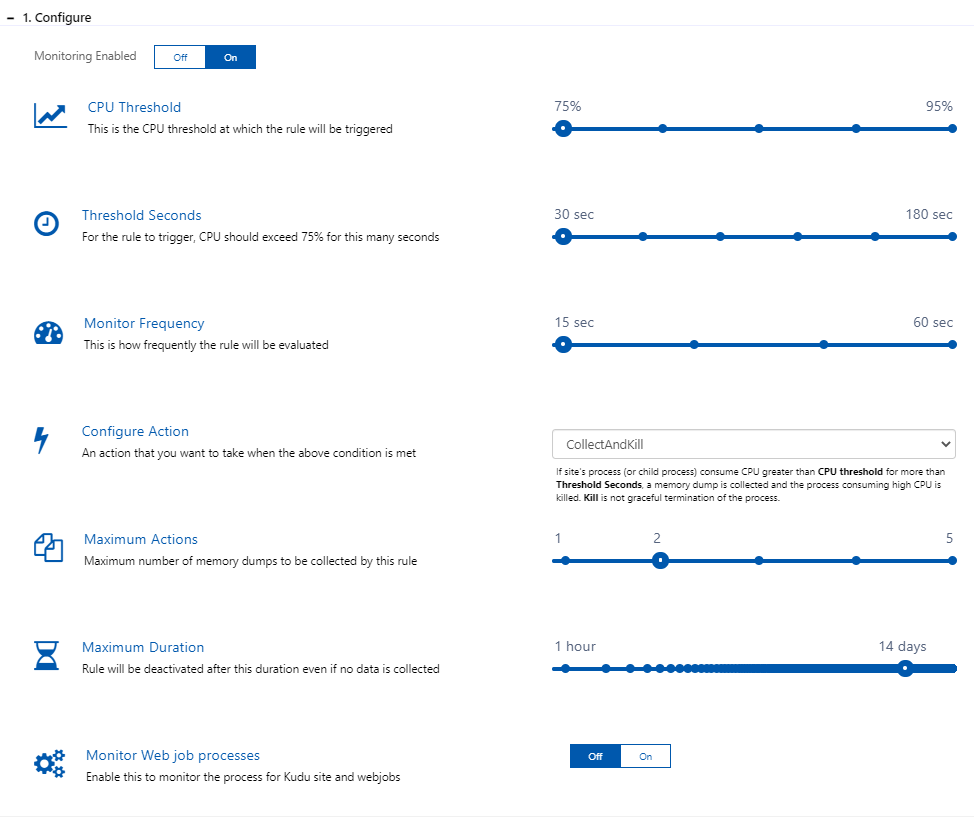 1. Configure
Monitoring Enabled Off On
CPU Threshold
This is the CPU threshold at which the rule will be triggered
75% 95%
Threshold Seconds
For the rule to trigger, CPU should exceed 75% for this many seconds
30 sec 180 sec
Monitor Frequency
This is how frequently the rule will be evaluated
15 sec 60 sec
Configure Action
An action that you want to take when the above condition is met
CollectAndKill
If site's process (or child process) consume CPU greater than CPU threshold for more than
Threshold Seconds, a memory dump is collected and the process consuming high CPU is
killed. Kill is not graceful termination of the process.
Maximum Actions
Maximum number of memory dumps to be collected by this rule
1 2 5
Maximum Duration
Rule will be deactivated after this duration even if no data is collected
1 hour 14 days
Monitor Web job processes
Enable this to monitor the process for Kudu site and webjobs
Off On